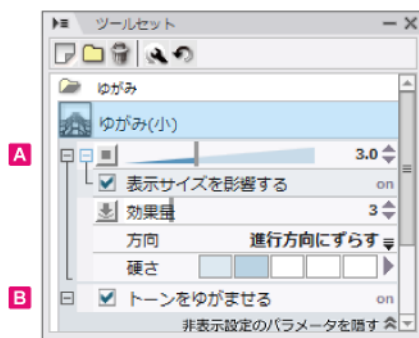 ツールセット
ゆがみ
ゆがみ(小)
A
3.0
表示サイズを影響する on
効果量 3
方向 進行方向にずらす
硬さ
B
トーンをゆがませる on
非表示設定のパラメータを隠す